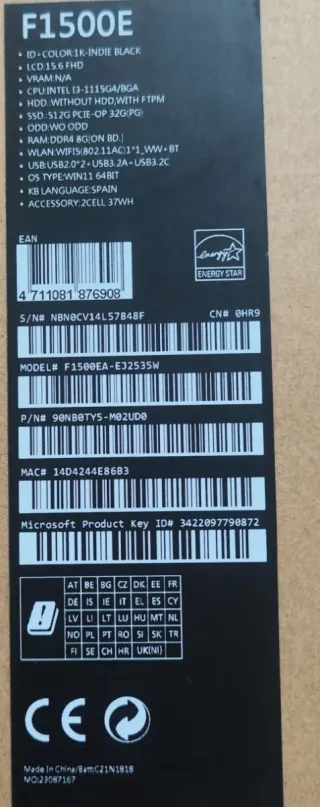 F1500E
• ID-COLOR:1K-INDIE BLACK
• LCD:15.6 FHD
• VRAM:N/A
• CPU:INTEL I3-1115G4/BGA
• HDD: WITHOUT HDD,WITH FTPM
• SSD: 512G PCIE-OP 32G(PG)
• ODD:WO ODD
• RAM:DDR4 8G(ON BD.)
• WLAN:WIFI5(802.11AC)1*1_WW+BT
• USB:USB2.0*2+USB3.2A+USB3.2C
• OS TYPE:WIN11 64BIT
• KB LANGUAGE:SPAIN
• ACCESSORY:2CELL 37WH
EAN
4 711081 876908
energy
ENERGY STAR
S/N# NBN0CV14L57848F CN# 0HR9
MODEL# F1500EA-EJ2535W
P/N# 90NB0TY5-M02UD0
MAC# 14D4244E86B3
Microsoft Product Key ID# 3422097790872
AT BE BG CZ DK EE FR
DE IS IE IT EL ES CY
LV LI LT LU HU MT NL
NO PL PT RO SI SK TR
FI SE CH HR UK(NI)
CE
Made In China/Batt:C21N1818
MO:23087167